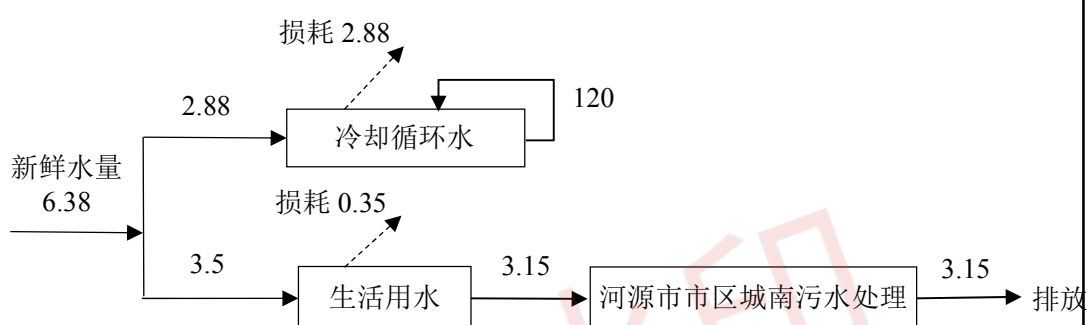 损耗 2.88
2.88
120
冷却循环水
新鲜水量
6.38
损耗 0.35
3.5
生活用水
3.15
河源市市区城南污水处理
3.15
排放
印